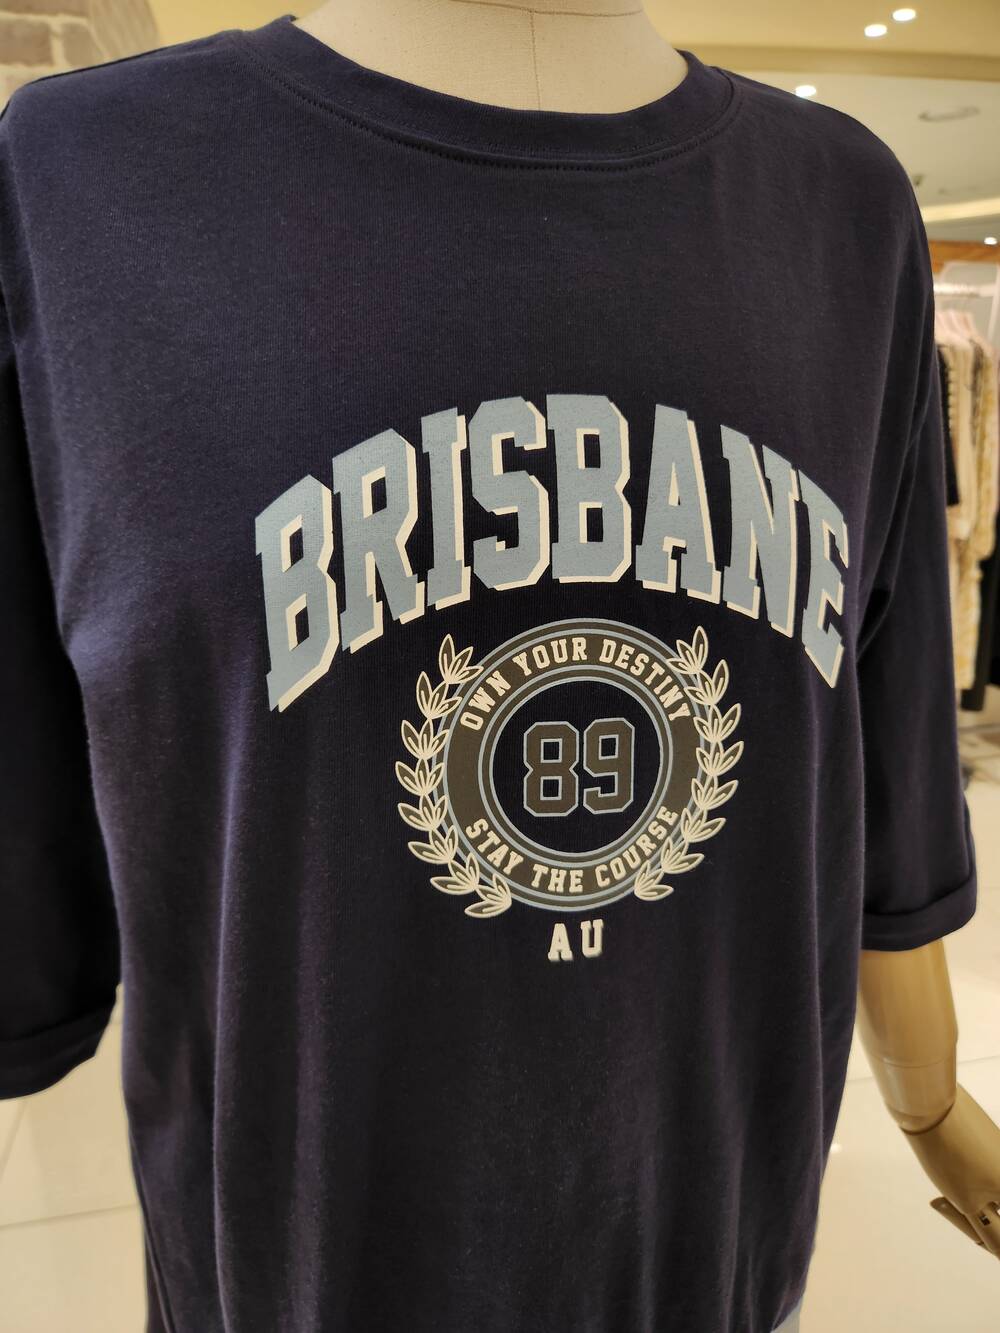 BRISBANE
OWN YOUR DESTINY
89
STAY THE COURSE
AU